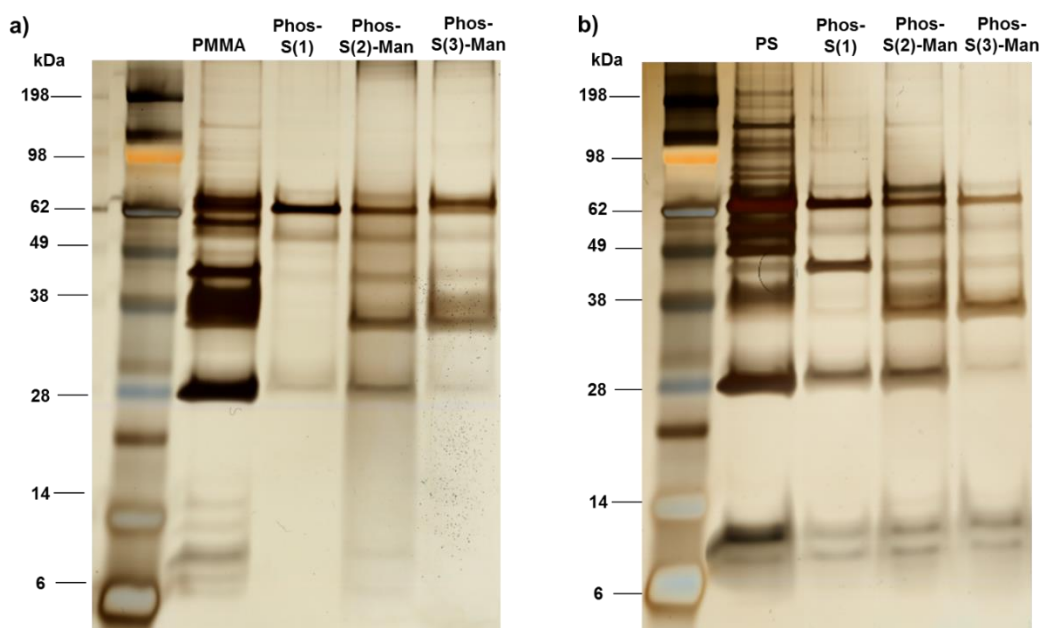 a)
kDa
PMMA
Phos-
S(1)
Phos-
S(2)-Man
Phos-
S(3)-Man
198
98
62
49
38
28
14
6
b)
kDa
PS
Phos-
S(1)
Phos-
S(2)-Man
Phos-
S(3)-Man
198
98
62
49
38
28
14
6